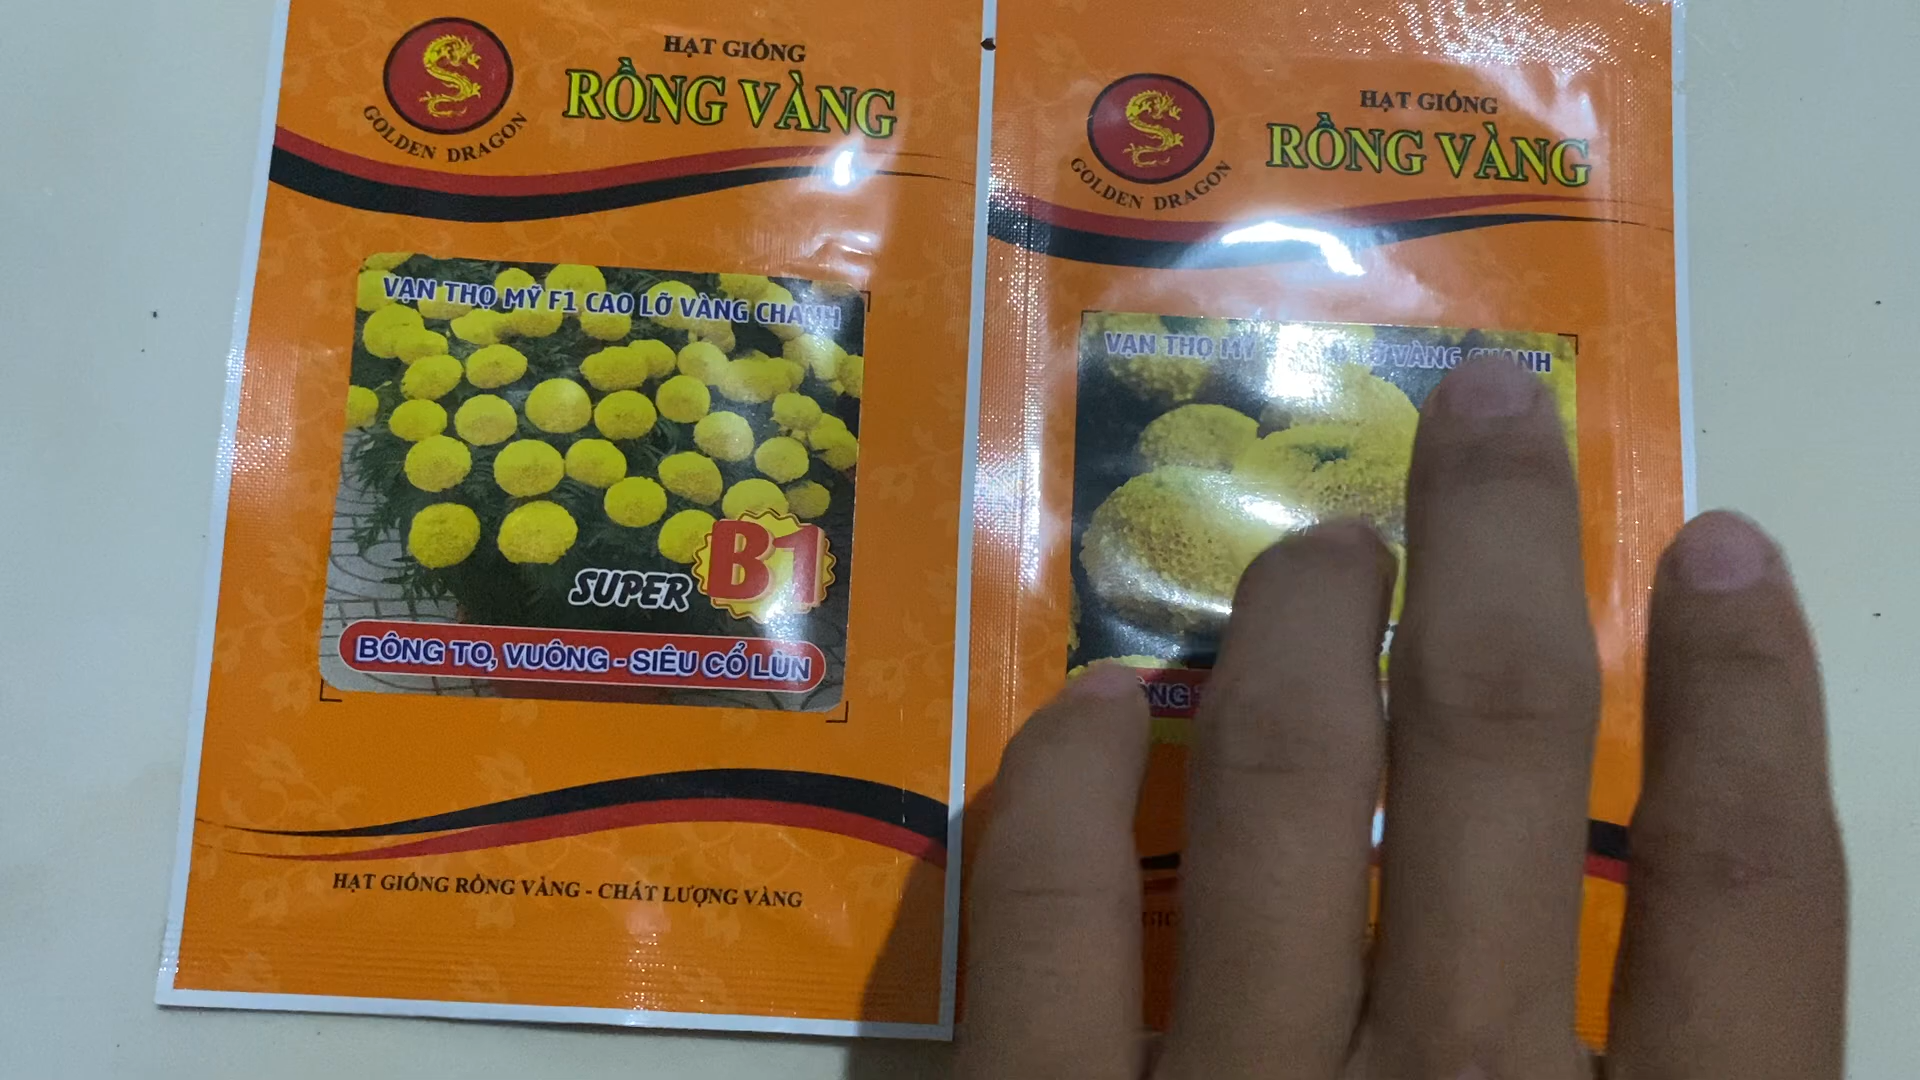 HẠT GIỐNG
RỒNG VÀNG
GOLDEN DRAGON
VẠN THỌ MỸ F1 CAO LỠ VÀNG CHANH
SUPER B1
BÔNG TO, VUÔNG - SIÊU CỔ LÙN
HẠT GIỐNG RỒNG VÀNG - CHẤT LƯỢNG VÀNG
HẠT GIỐNG
RỒNG VÀNG
GOLDEN DRAGON
VẠN THỌ MỸ LỠ VÀNG CHANH